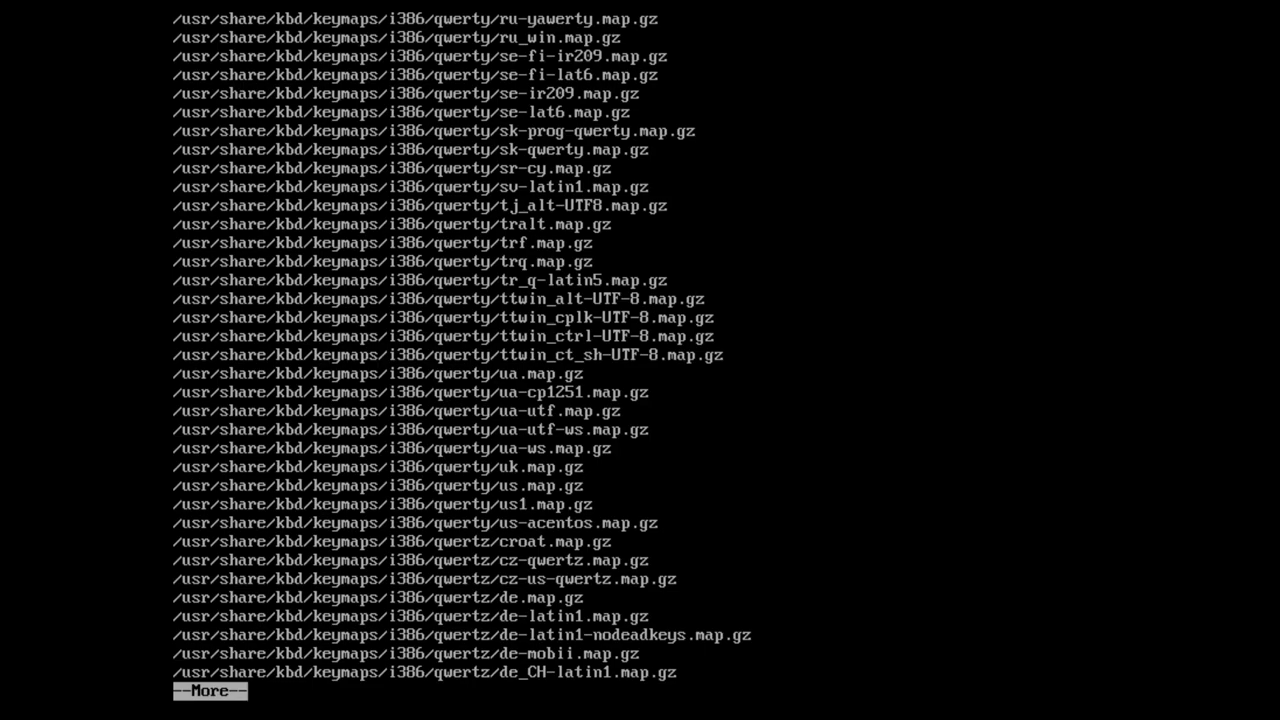 /usr/share/kbd/keymaps/i386/qwerty/ru-yawerty.map.gz
/usr/share/kbd/keymaps/i386/qwerty/ru_win.map.gz
/usr/share/kbd/keymaps/i386/qwerty/se-fi-ir209.map.gz
/usr/share/kbd/keymaps/i386/qwerty/se-fi-lat6.map.gz
/usr/share/kbd/keymaps/i386/qwerty/se-ir209.map.gz
/usr/share/kbd/keymaps/i386/qwerty/se-lat6.map.gz
/usr/share/kbd/keymaps/i386/qwerty/sk-prog-qwerty.map.gz
/usr/share/kbd/keymaps/i386/qwerty/sk-qwerty.map.gz
/usr/share/kbd/keymaps/i386/qwerty/sr-cy.map.gz
/usr/share/kbd/keymaps/i386/qwerty/sv-latin1.map.gz
/usr/share/kbd/keymaps/i386/qwerty/tj_alt-UTF8.map.gz
/usr/share/kbd/keymaps/i386/qwerty/tralt.map.gz
/usr/share/kbd/keymaps/i386/qwerty/trf.map.gz
/usr/share/kbd/keymaps/i386/qwerty/trq.map.gz
/usr/share/kbd/keymaps/i386/qwerty/tr_q-latin5.map.gz
/usr/share/kbd/keymaps/i386/qwerty/ttwin_alt-UTF-8.map.gz
/usr/share/kbd/keymaps/i386/qwerty/ttwin_cplk-UTF-8.map.gz
/usr/share/kbd/keymaps/i386/qwerty/ttwin_ctrl-UTF-8.map.gz
/usr/share/kbd/keymaps/i386/qwerty/ttwin_ct_sh-UTF-8.map.gz
/usr/share/kbd/keymaps/i386/qwerty/ua.map.gz
/usr/share/kbd/keymaps/i386/qwerty/ua-cp1251.map.gz
/usr/share/kbd/keymaps/i386/qwerty/ua-utf.map.gz
/usr/share/kbd/keymaps/i386/qwerty/ua-utf-ws.map.gz
/usr/share/kbd/keymaps/i386/qwerty/ua-ws.map.gz
/usr/share/kbd/keymaps/i386/qwerty/uk.map.gz
/usr/share/kbd/keymaps/i386/qwerty/us.map.gz
/usr/share/kbd/keymaps/i386/qwerty/us1.map.gz
/usr/share/kbd/keymaps/i386/qwerty/us-acentos.map.gz
/usr/share/kbd/keymaps/i386/qwertz/croat.map.gz
/usr/share/kbd/keymaps/i386/qwertz/cz-qwertz.map.gz
/usr/share/kbd/keymaps/i386/qwertz/cz-us-qwertz.map.gz
/usr/share/kbd/keymaps/i386/qwertz/de.map.gz
/usr/share/kbd/keymaps/i386/qwertz/de-latin1.map.gz
/usr/share/kbd/keymaps/i386/qwertz/de-latin1-nodeadkeys.map.gz
/usr/share/kbd/keymaps/i386/qwertz/de-mobii.map.gz
/usr/share/kbd/keymaps/i386/qwertz/de_CH-latin1.map.gz
--More--